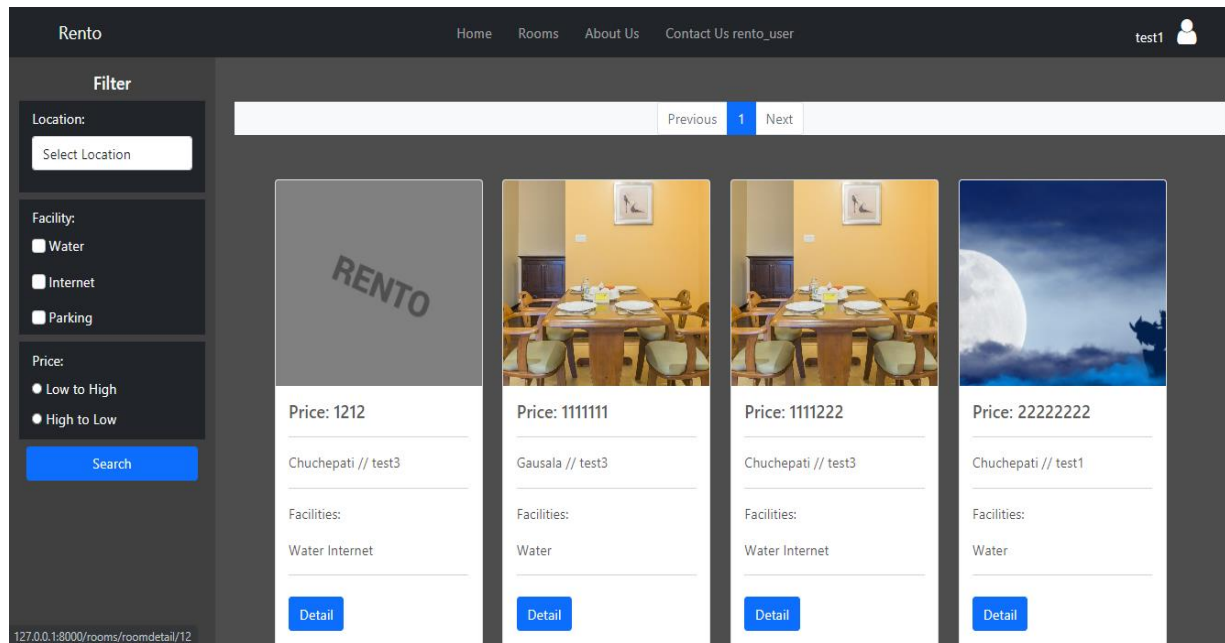 Rento
Home Rooms About Us Contact Us rento_user
test1
Filter
Location:
Select Location
Facility:
Water
Internet
Parking
Price:
Low to High
High to Low
Search
Previous 1 Next
RENTO
Price: 1212
Chuchepati // test3
Facilities:
Water Internet
Detail
Price: 1111111
Gausala // test3
Facilities:
Water
Detail
Price: 1111222
Chuchepati // test3
Facilities:
Water Internet
Detail
Price: 22222222
Chuchepati // test1
Facilities:
Water
Detail
127.0.0.1:8000/rooms/roomdetail/12